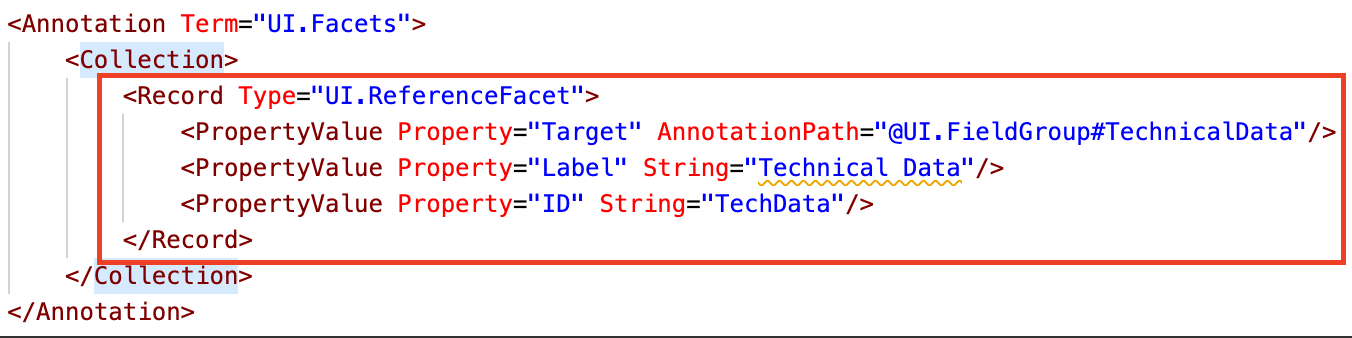 <Annotation Term="UI.Facets">
<Collection>
<Record Type="UI.ReferenceFacet">
<PropertyValue Property="Target" AnnotationPath="@UI.FieldGroup#TechnicalData"/>
<PropertyValue Property="Label" String="Technical Data"/>
<PropertyValue Property="ID" String="TechData"/>
</Record>
</Collection>
</Annotation>